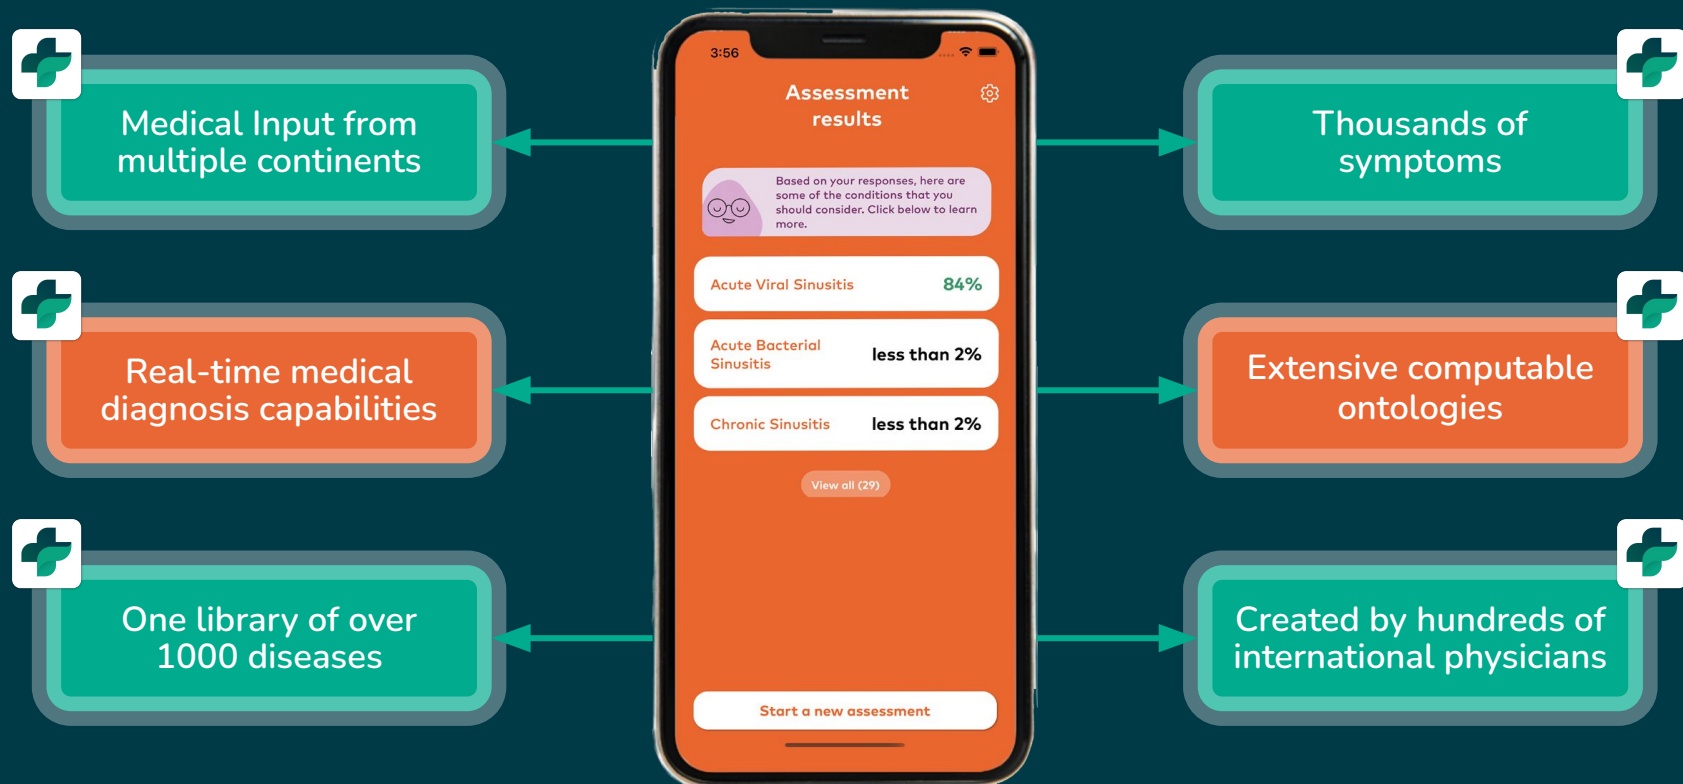 Medical Input from
multiple continents
Real-time medical
diagnosis capabilities
One library of over
1000 diseases
3:56
Assessment
results
Based on your responses, here are
some of the conditions that you
should consider. Click below to learn
more.
Acute Viral Sinusitis 84%
Acute Bacterial
Sinusitis
less than 2%
Chronic Sinusitis less than 2%
View all (29)
Start a new assessment
Thousands of
symptoms
Extensive computable
ontologies
Created by hundreds of
international physicians